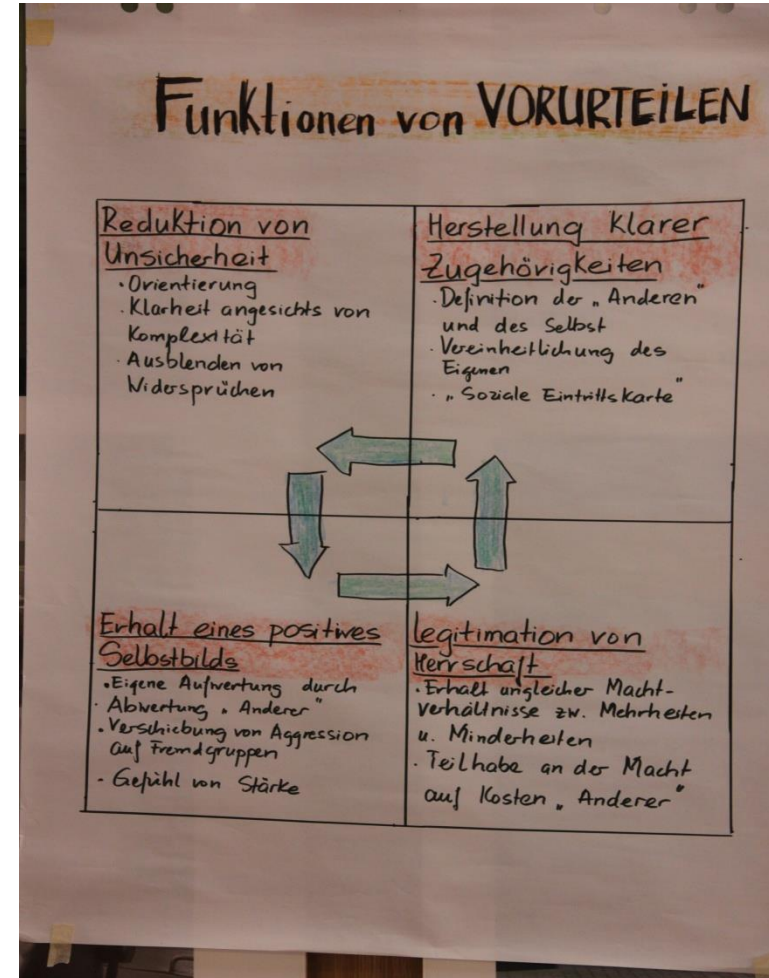 Funktionen von VORURTEILEN
Reduktion von
Unsicherheit
• Orientierung
· Klarheit angesichts von
Komplexität
· Ausblenden von
Widersprüchen
Herstellung Klarer
Zugehörigkeiten
· Definition der „Anderen"
und des Selbst
· Vereinheitlichung des
Eigenen
· „Soziale Eintrittskarte"
Erhalt eines positives
Selbstbilds
• Eigene Aufwertung durch
· Abwertung „Anderer"
• Verschiebung von Aggression
auf Fremdgruppen
- Gefühl von Stärke
legitimation von
Herrschaft
· Erhalt ungleicher Macht-
verhältnisse zw. Mehrheiten
u. Minderheiten
· Teilhabe an der Macht
auf Kosten „Anderer"